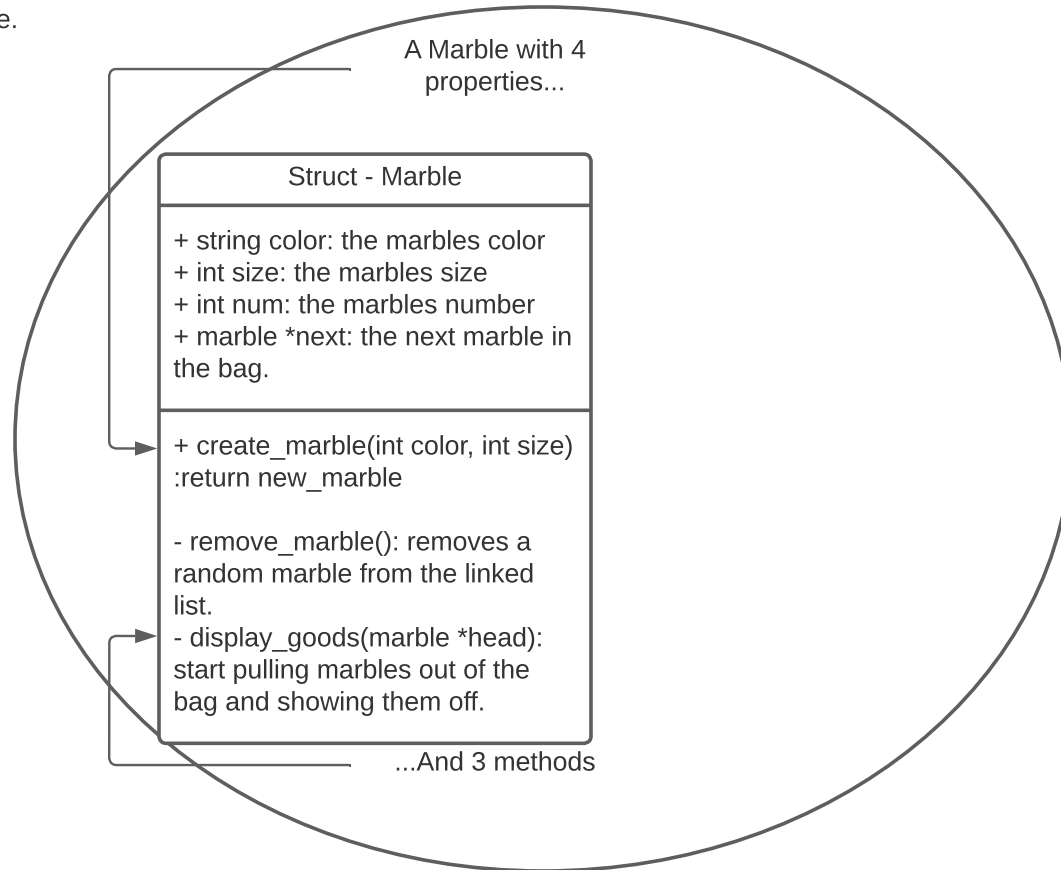 e.
A Marble with 4
properties...
Struct - Marble
+ string color: the marbles color
+ int size: the marbles size
+ int num: the marbles number
+ marble *next: the next marble in
the bag.
+ create_marble(int color, int size)
:return new_marble
- remove_marble(): removes a
random marble from the linked
list.
- display_goods(marble *head):
start pulling marbles out of the
bag and showing them off.
...And 3 methods